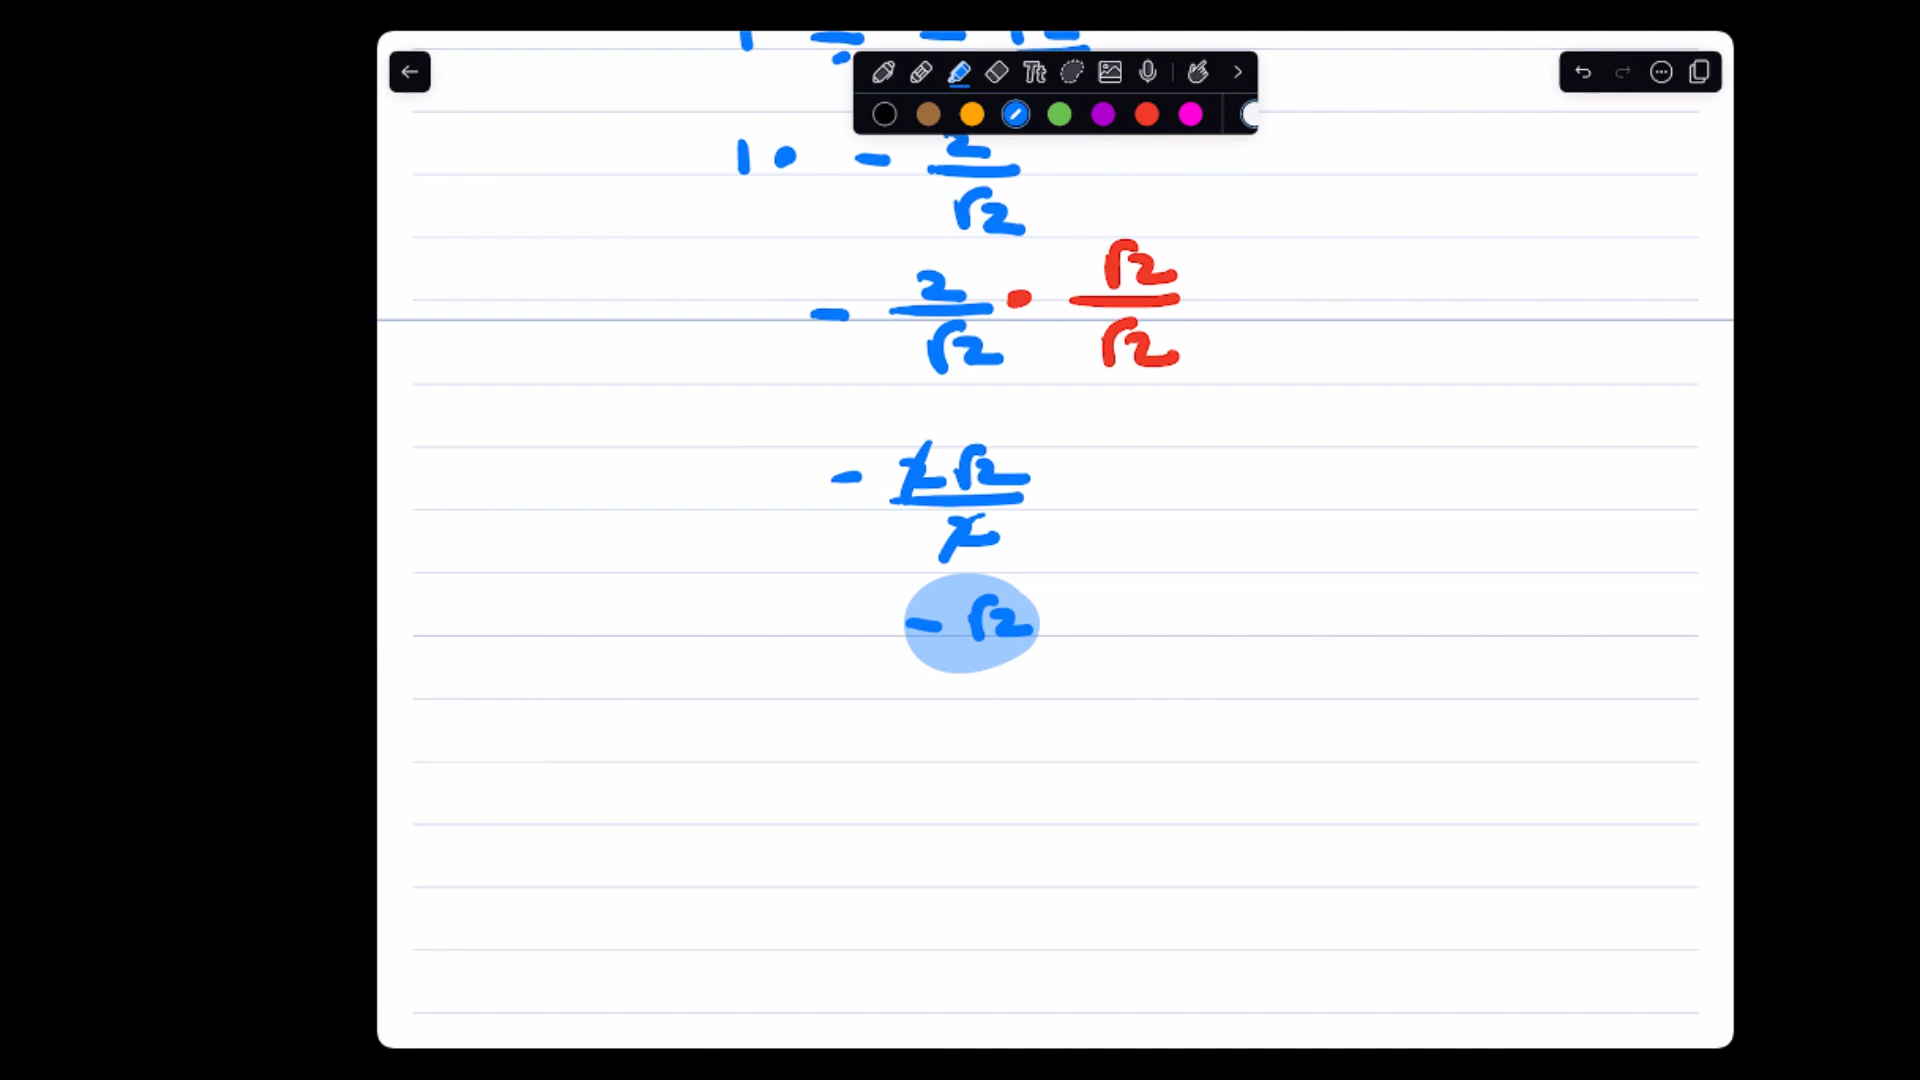 1 • - 2/√2
- 2/√2 • √2/√2
- 2√2/2
- √2